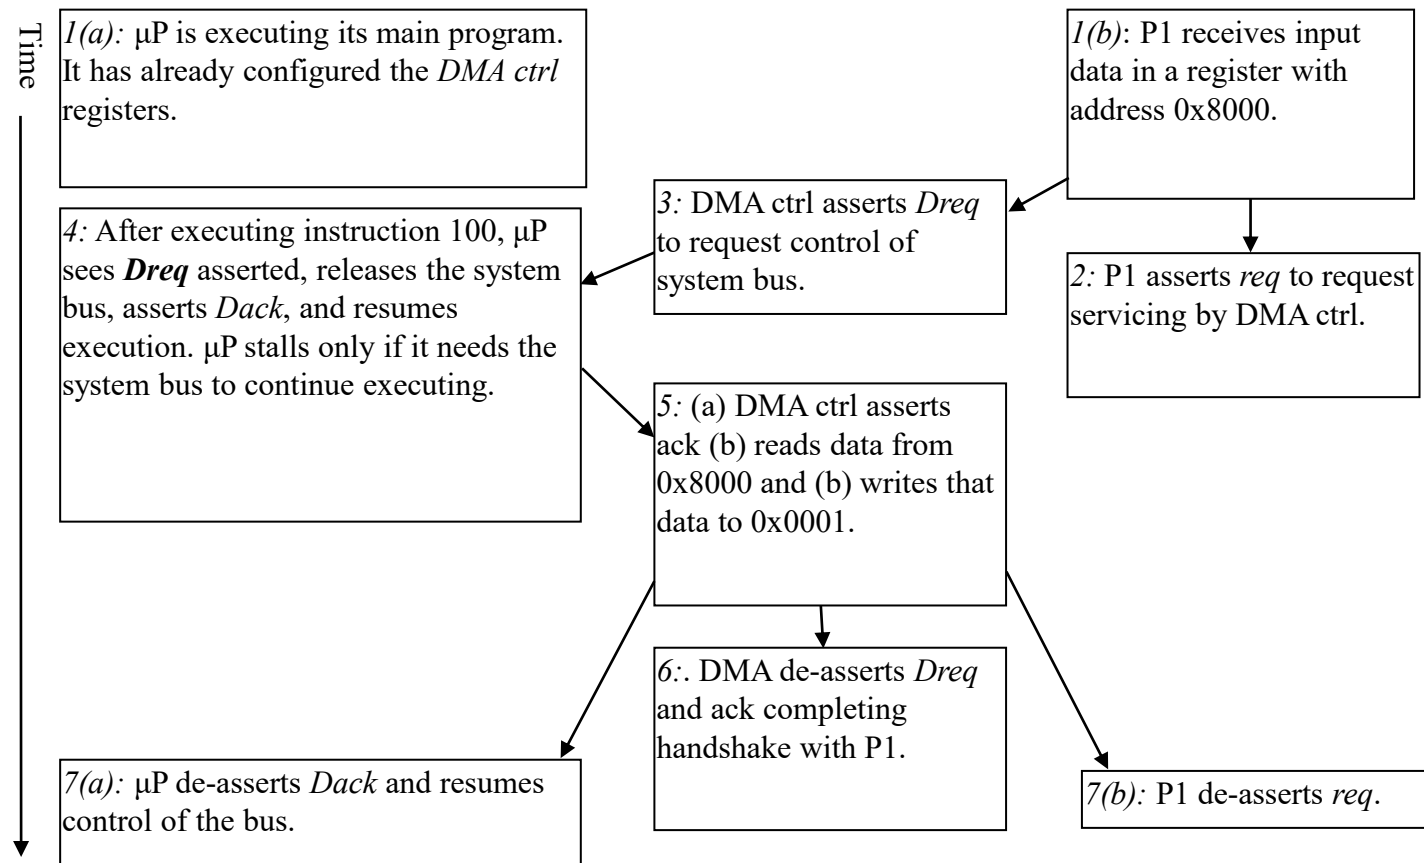 Time
1(a): μP is executing its main program.
It has already configured the DMA ctrl
registers.
1(b): P1 receives input
data in a register with
address 0x8000.
2: P1 asserts req to request
servicing by DMA ctrl.
3: DMA ctrl asserts Dreq
to request control of
system bus.
4: After executing instruction 100, μP
sees Dreq asserted, releases the system
bus, asserts Dack, and resumes
execution. μP stalls only if it needs the
system bus to continue executing.
5: (a) DMA ctrl asserts
ack (b) reads data from
0x8000 and (b) writes that
data to 0x0001.
6:. DMA de-asserts Dreq
and ack completing
handshake with P1.
7(a): μP de-asserts Dack and resumes
control of the bus.
7(b): P1 de-asserts req.